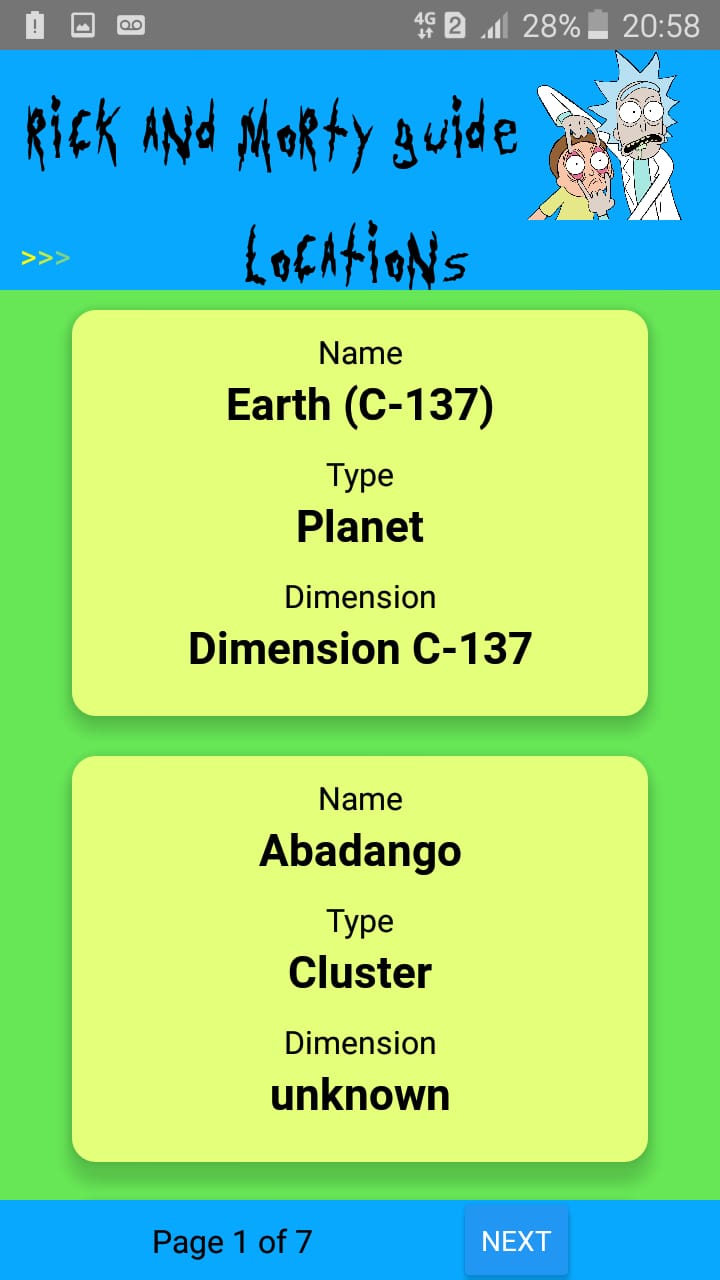 4G 2 28% 20:58
Rick and Morty guide
>>> Locations
Name
Earth (C-137)
Type
Planet
Dimension
Dimension C-137
Name
Abadango
Type
Cluster
Dimension
unknown
Page 1 of 7 NEXT